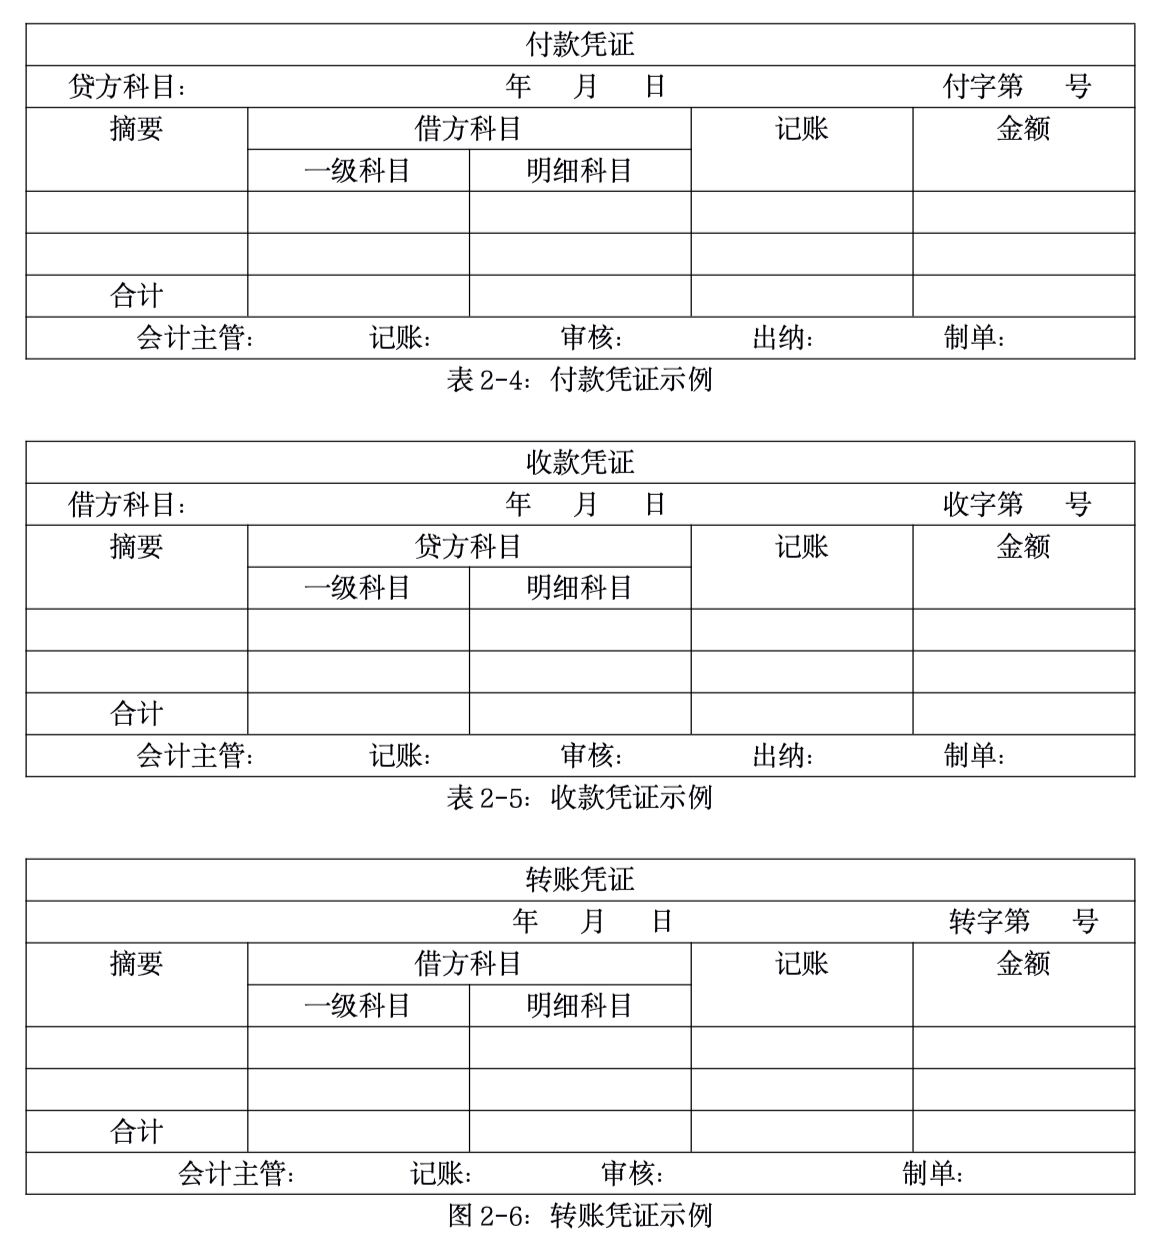 付款凭证
贷方科目: 年 月 日 付字第 号
摘要 借方科目 记账 金额
一级科目 明细科目
合计
会计主管: 记账: 审核: 出纳: 制单:
表 2-4: 付款凭证示例
收款凭证
借方科目: 年 月 日 收字第 号
摘要 贷方科目 记账 金额
一级科目 明细科目
合计
会计主管: 记账: 审核: 出纳: 制单:
表 2-5: 收款凭证示例
转账凭证
年 月 日 转字第 号
摘要 借方科目 记账 金额
一级科目 明细科目
合计
会计主管: 记账: 审核: 制单:
图 2-6: 转账凭证示例